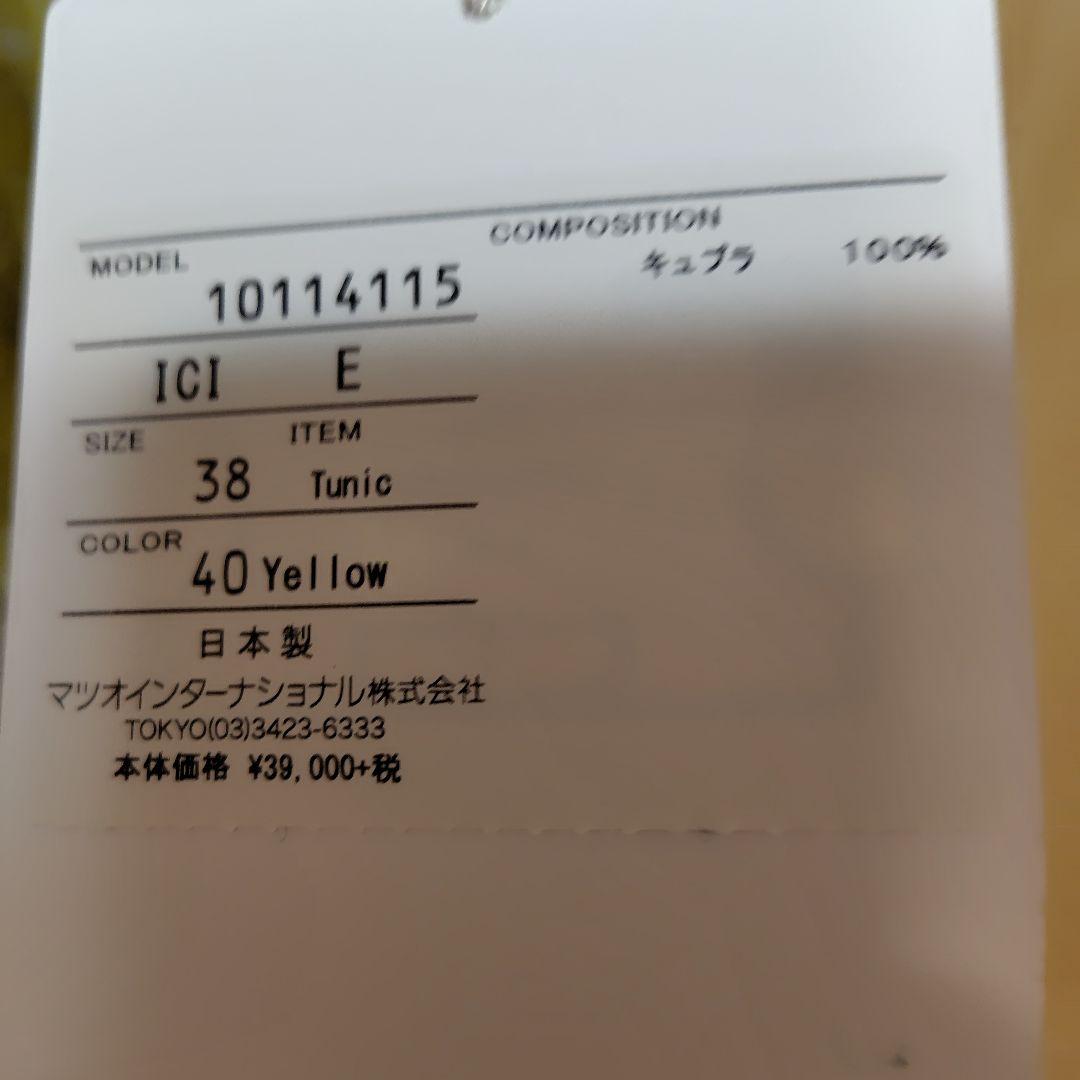 MODEL
10114115
ICI E
SIZE ITEM
38 Tunic
COLOR
40 Yellow
日本製
マツオインターナショナル株式会社
TOKYO(03)3423-6333
本体価格 ¥39,000+税
COMPOSITION
キュプラ 100%